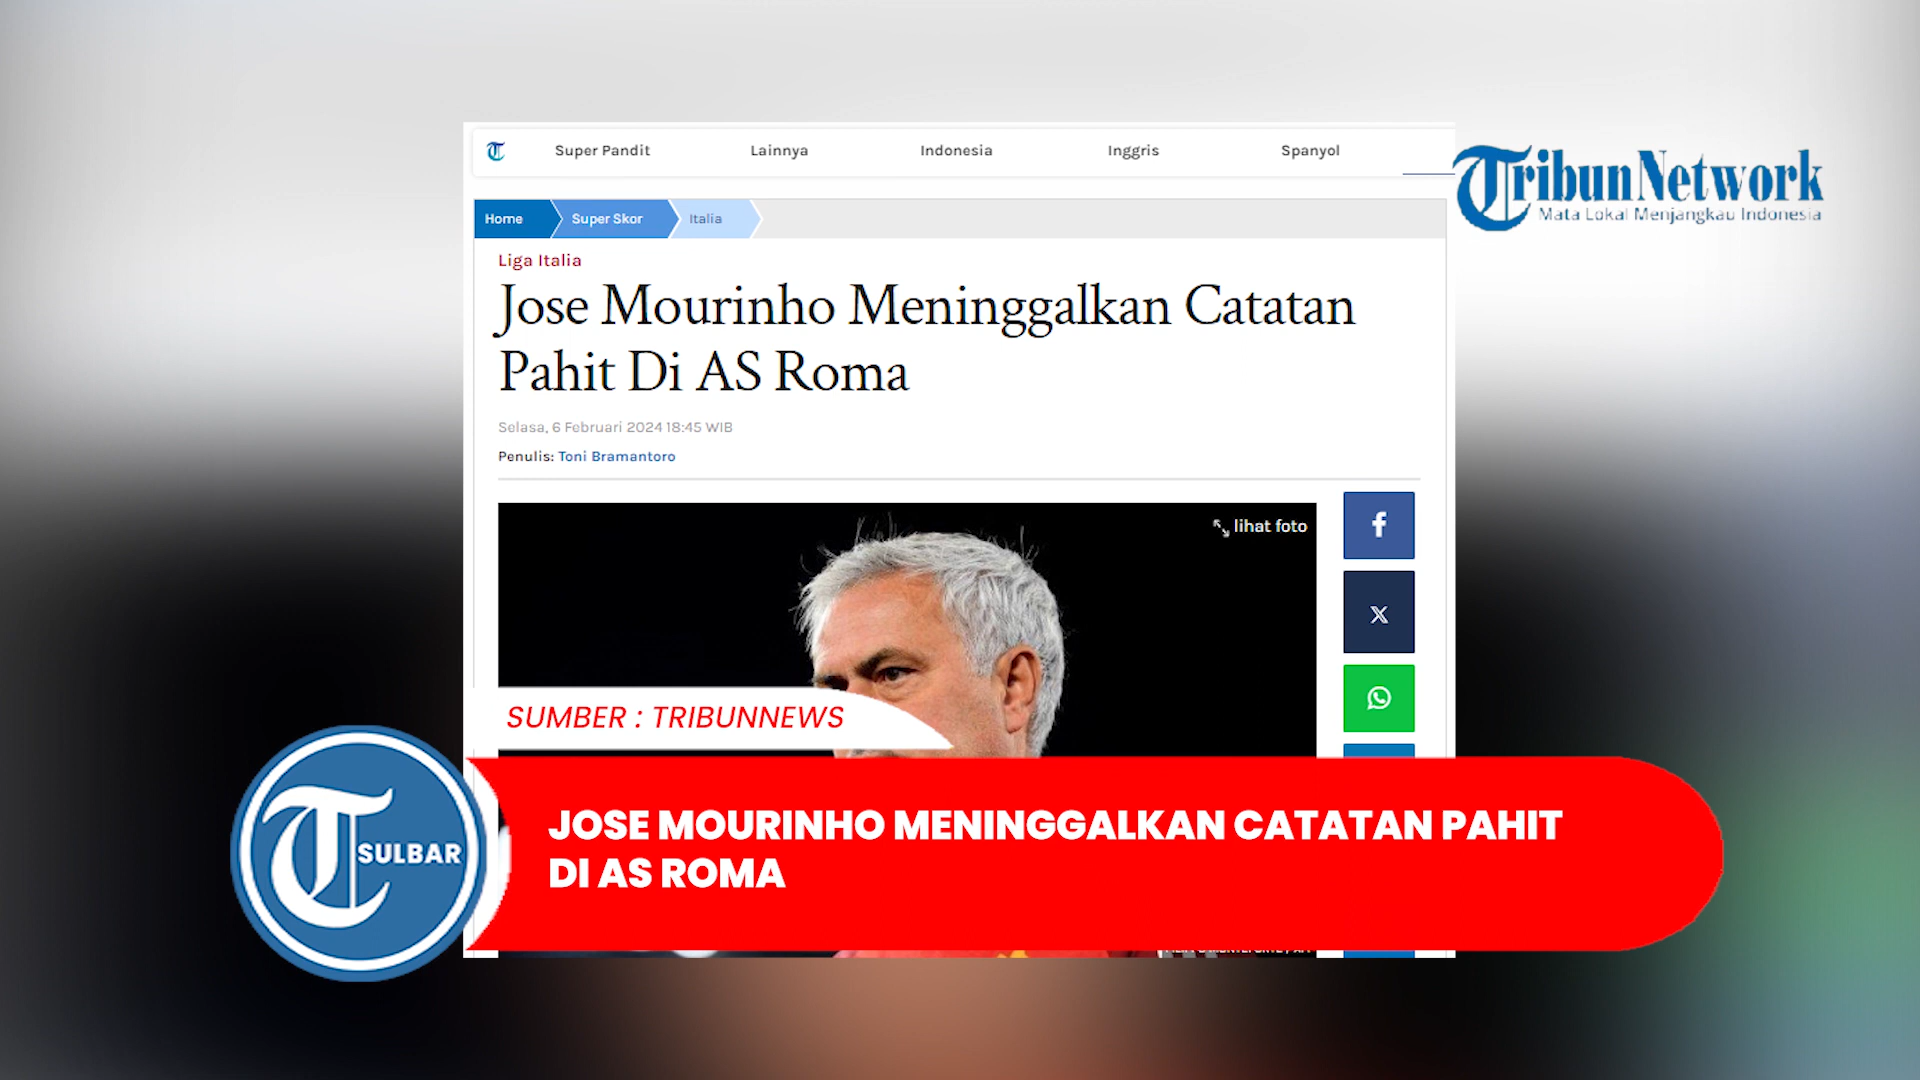 Super Pandit Lainnya Indonesia Inggris Spanyol
Tribun Network
Mata Lokal Menjangkau Indonesia
Home Super Skor Italia
Liga Italia
Jose Mourinho Meninggalkan Catatan
Pahit Di AS Roma
Selasa, 6 Februari 2024 18:45 WIB
Penulis: Toni Bramantoro
lihat foto
SUMBER : TRIBUNNEWS
SULBAR
JOSE MOURINHO MENINGGALKAN CATATAN PAHIT
DI AS ROMA